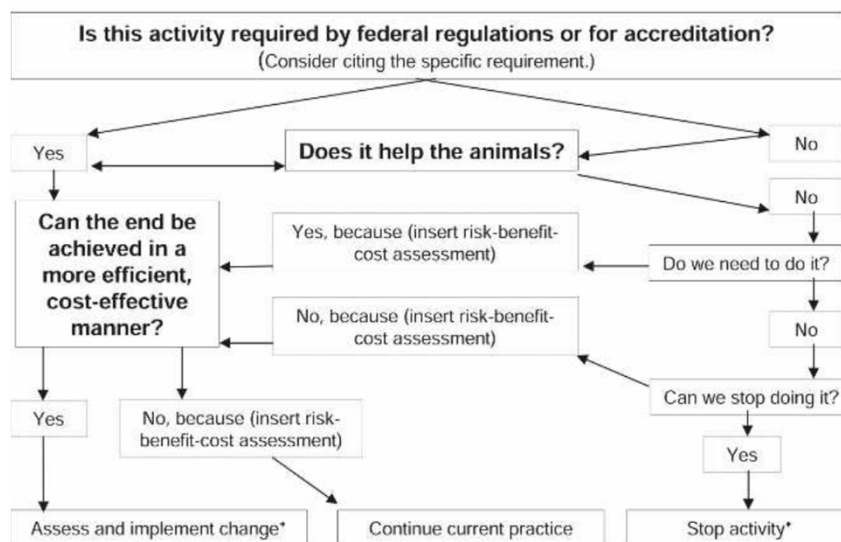 Is this activity required by federal regulations or for accreditation?
(Consider citing the specific requirement.)
Yes
Does it help the animals?
No
No
Can the end be
achieved in a
more efficient,
cost-effective
manner?
Yes, because (insert risk-benefit-
cost assessment)
Do we need to do it?
No, because (insert risk-benefit-
cost assessment)
No
Can we stop doing it?
Yes
No, because (insert risk-
benefit-cost assessment)
Yes
Assess and implement change*
Continue current practice
Stop activity*